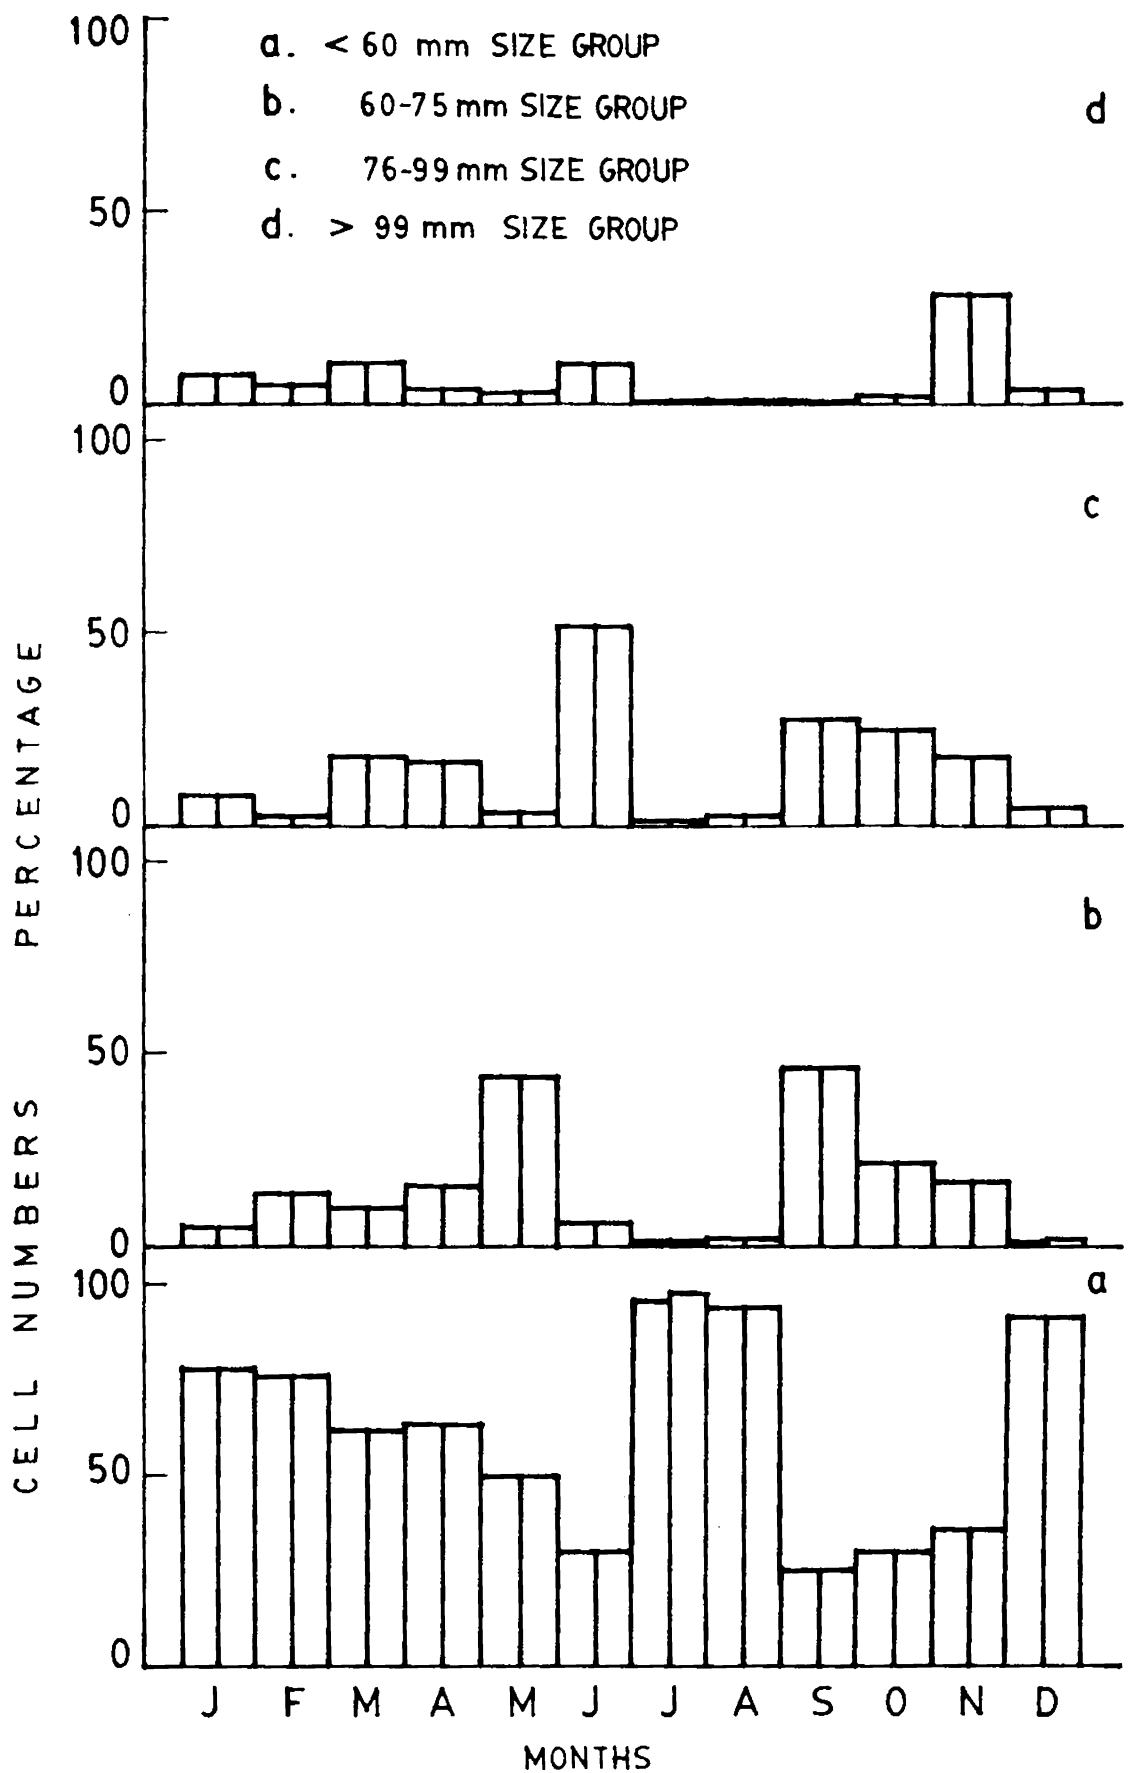 100
a. < 60 mm SIZE GROUP
b. 60-75 mm SIZE GROUP
d
c. 76-99 mm SIZE GROUP
50
d. > 99 mm SIZE GROUP
0
100
c
50
0
100
b
50
0
100
a
50
0
CELL NUMBERS PERCENTAGE
J F M A M J J A S O N D
MONTHS